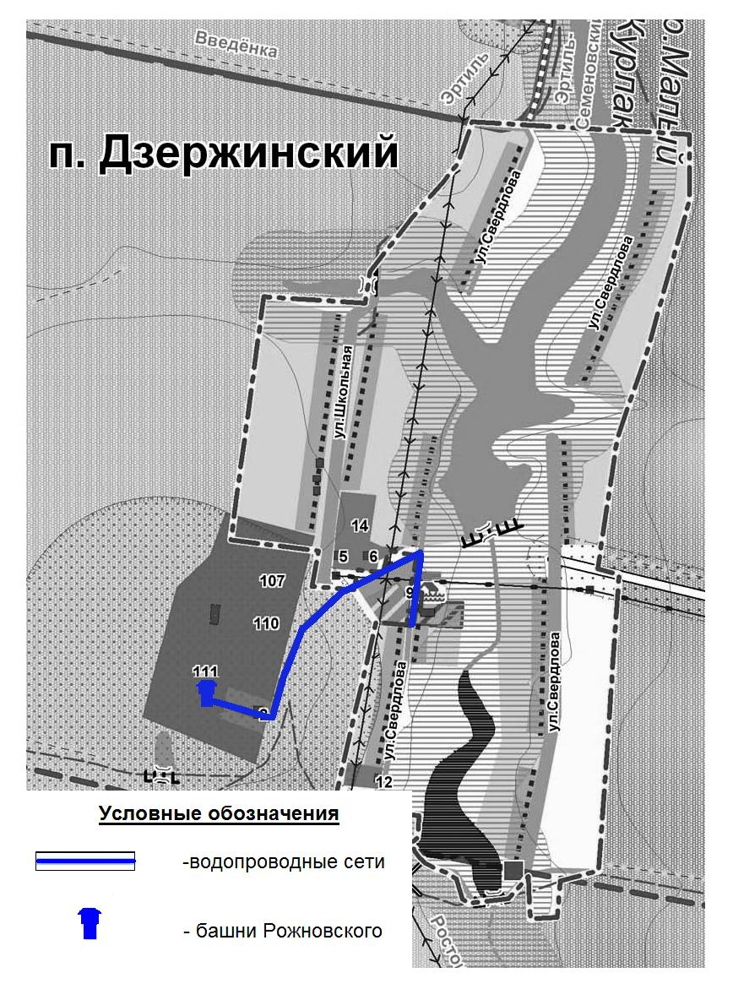 Введёнка
Эртиль
Эртиль-
Семеновский
р.Малый
Курлак
п. Дзержинский
ул.Свердлова
ул.Свердлова
ул.Школьная
14
5
6
107
9
110
111
2
ул.Свердлова
ул.Свердлова
12
Условные обозначения
-водопроводные сети
- башни Рожновского